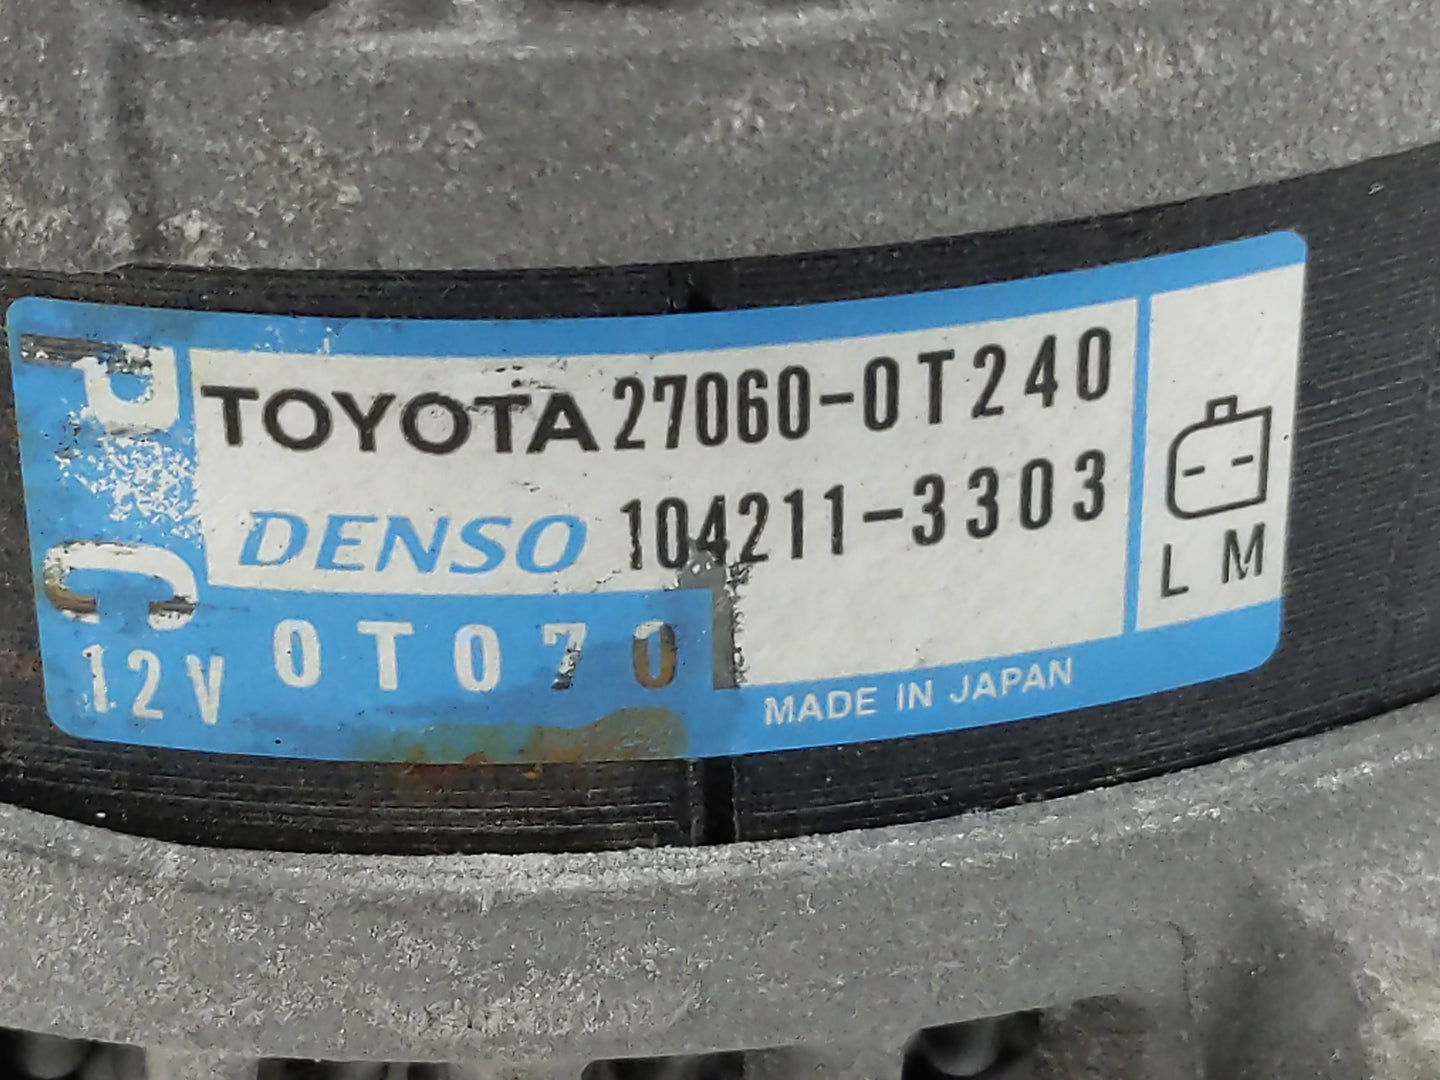 P
C
TOYOTA 27060-0T240
DENSO 104211-3303
12V 0T070
MADE IN JAPAN
L M